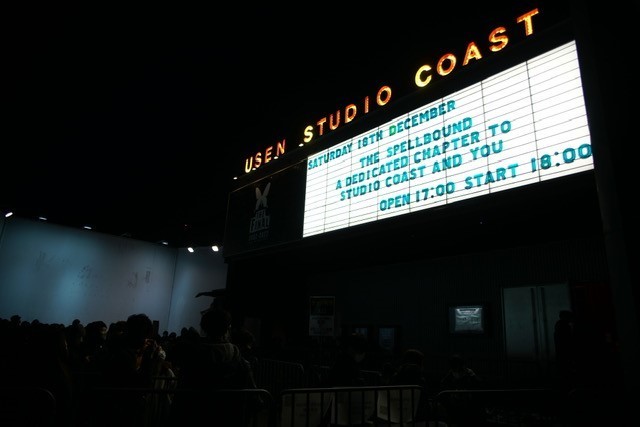 USEN STUDIO COAST
SATURDAY 18TH DECEMBER
THE SPELLBOUND
A DEDICATED CHAPTER TO
STUDIO COAST AND YOU
OPEN 17:00 START 18:00